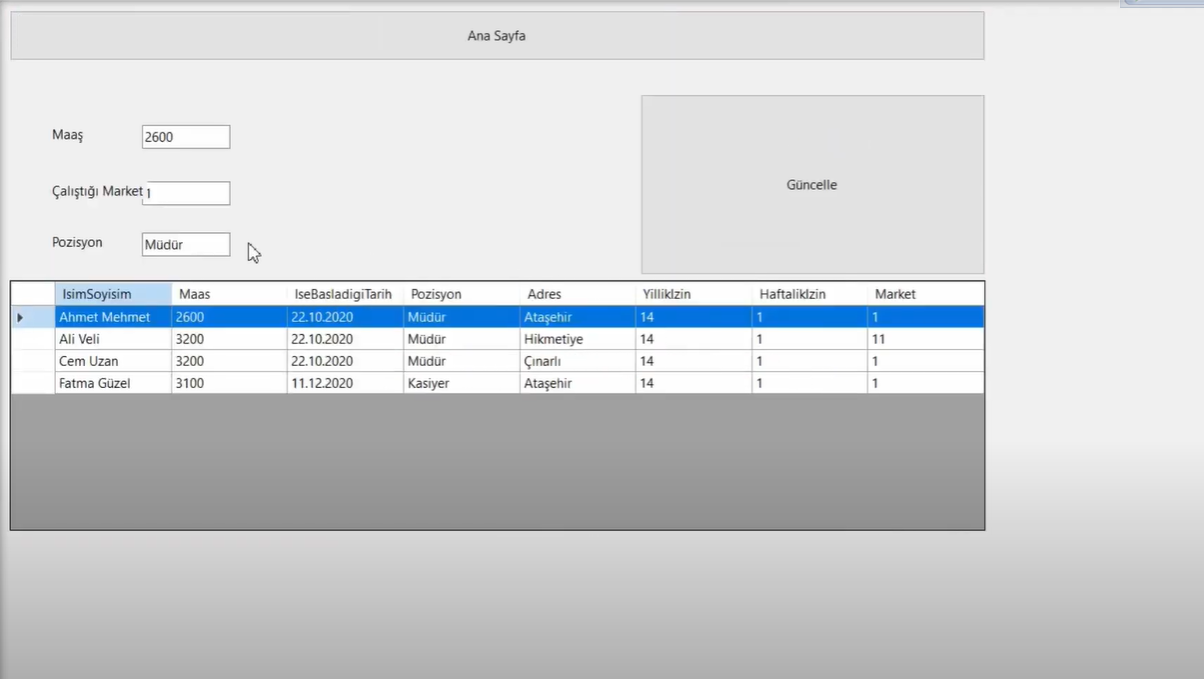 Ana Sayfa
Maaş 2600
Güncelle
Çalıştığı Market 1
Pozisyon Müdür
IsimSoyisim Maas IseBasladigiTarih Pozisyon Adres YillikIzin HaftalikIzin Market
Ahmet Mehmet 2600 22.10.2020 Müdür Ataşehir 14 1 1
Ali Veli 3200 22.10.2020 Müdür Hikmetiye 14 1 11
Cem Uzan 3200 22.10.2020 Müdür Çınarlı 14 1 1
Fatma Güzel 3100 11.12.2020 Kasiyer Ataşehir 14 1 1